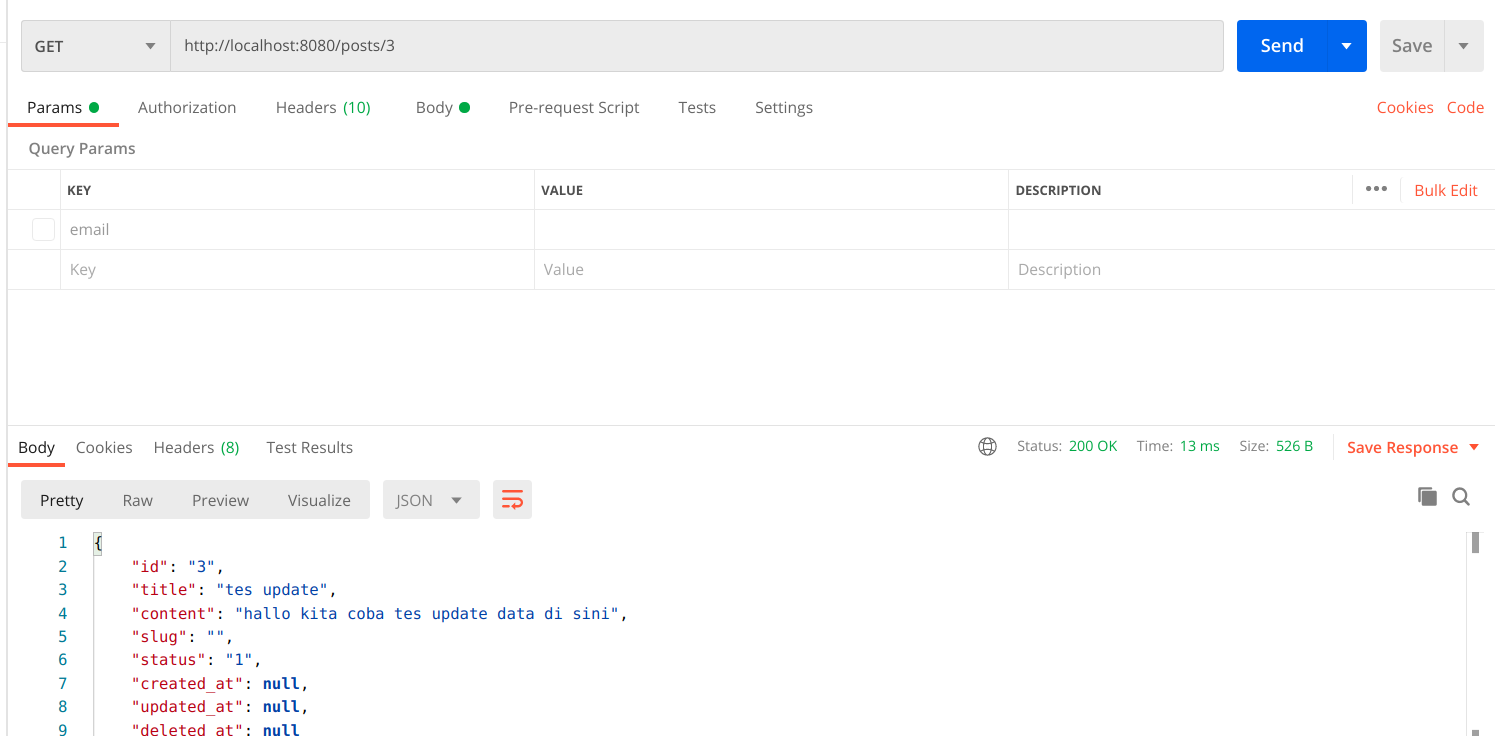 GET http://localhost:8080/posts/3 Send Save
Params Authorization Headers (10) Body Pre-request Script Tests Settings Cookies Code
Query Params
KEY VALUE DESCRIPTION ••• Bulk Edit
email
Key Value Description
Body Cookies Headers (8) Test Results Status: 200 OK Time: 13 ms Size: 526 B Save Response
Pretty Raw Preview Visualize JSON
1 {
2 "id": "3",
3 "title": "tes update",
4 "content": "hallo kita coba tes update data di sini",
5 "slug": "",
6 "status": "1",
7 "created_at": null,
8 "updated_at": null,
9 "deleted_at": null